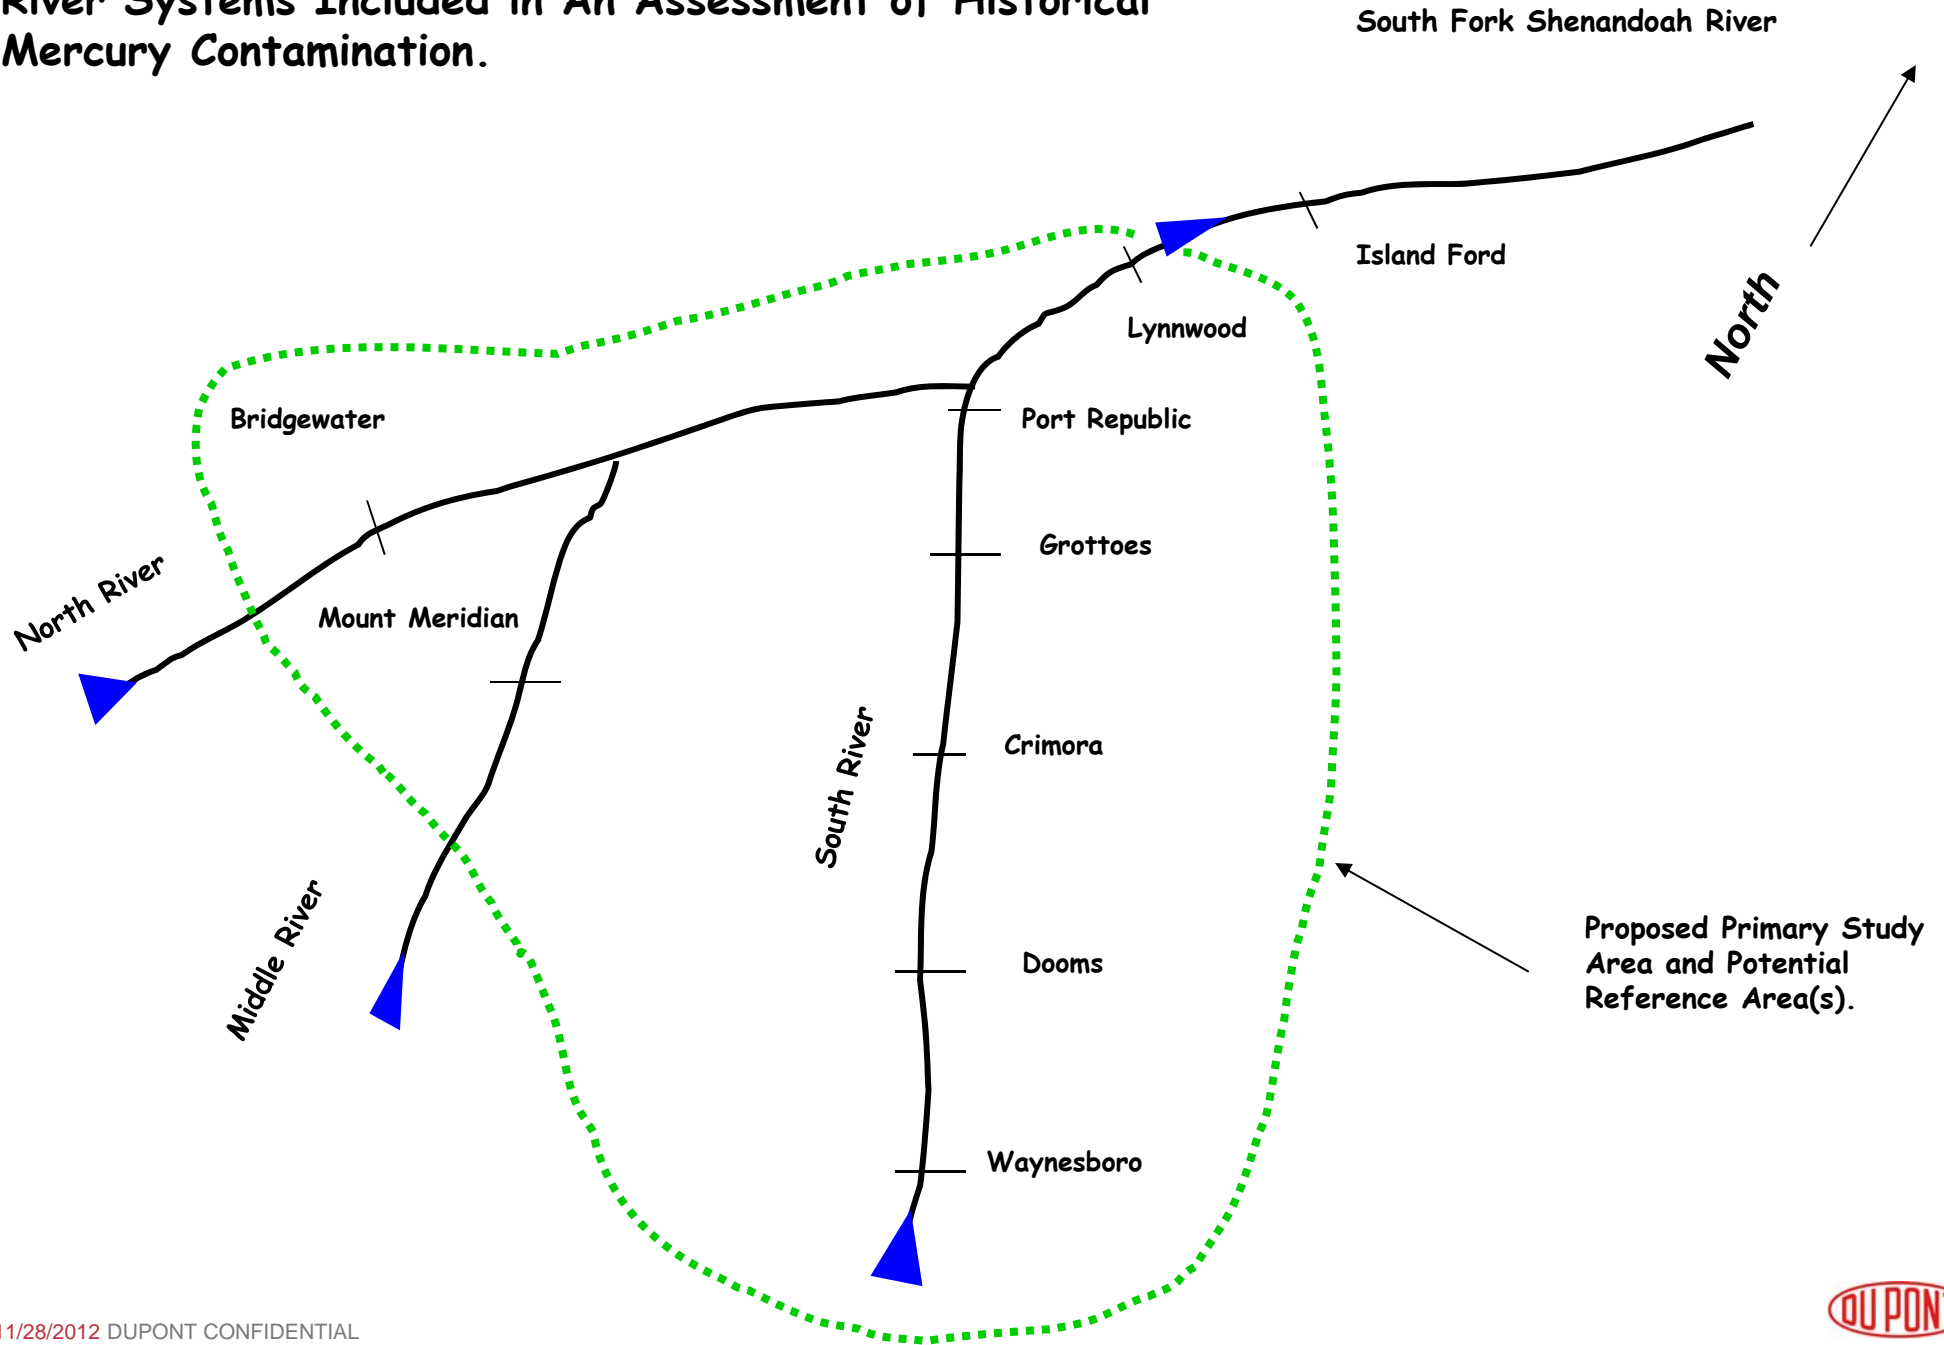 River Systems Included in An Assessment of Historical
Mercury Contamination.
South Fork Shenandoah River
Island Ford
North
Lynnwood
Bridgewater
Port Republic
Grottoes
North River
Mount Meridian
South River
Crimora
Middle River
Proposed Primary Study
Area and Potential
Reference Area(s).
Dooms
Waynesboro
11/28/2012 DUPONT CONFIDENTIAL
DUPON